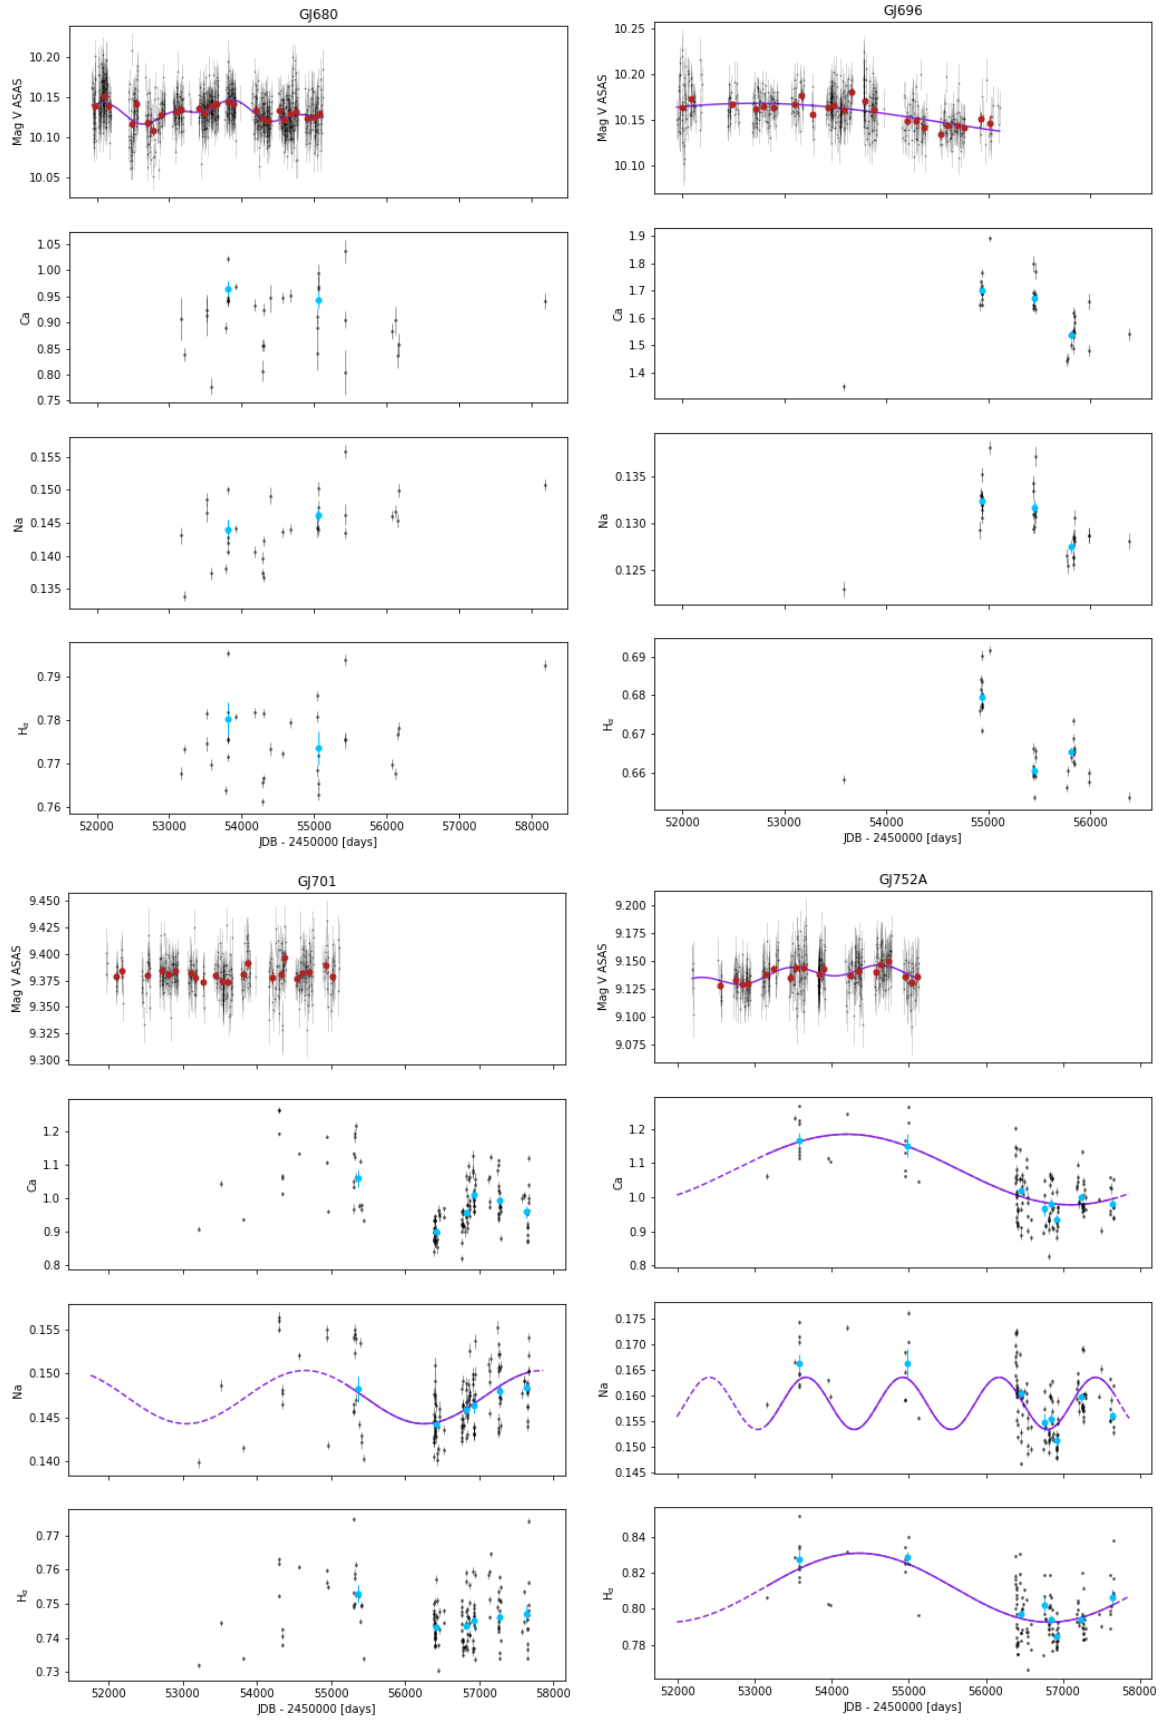 GJ680
Mag V ASAS
10.20
10.15
10.10
10.05
Ca
1.05
1.00
0.95
0.90
0.85
0.80
0.75
Na
0.155
0.150
0.145
0.140
0.135
Hα
0.79
0.78
0.77
0.76
52000 53000 54000 55000 56000 57000 58000
JDB - 2450000 [days]
GJ696
Mag V ASAS
10.25
10.20
10.15
10.10
Ca
1.9
1.8
1.7
1.6
1.5
1.4
Na
0.135
0.130
0.125
Hα
0.69
0.68
0.67
0.66
52000 53000 54000 55000 56000
JDB - 2450000 [days]
GJ701
Mag V ASAS
9.450
9.425
9.400
9.375
9.350
9.325
9.300
Ca
1.2
1.1
1.0
0.9
0.8
Na
0.155
0.150
0.145
0.140
Hα
0.77
0.76
0.75
0.74
0.73
52000 53000 54000 55000 56000 57000 58000
JDB - 2450000 [days]
GJ752A
Mag V ASAS
9.200
9.175
9.150
9.125
9.100
9.075
Ca
1.2
1.1
1.0
0.9
0.8
Na
0.175
0.170
0.165
0.160
0.155
0.150
0.145
Hα
0.84
0.82
0.80
0.78
52000 53000 54000 55000 56000 57000 58000
JDB - 2450000 [days]